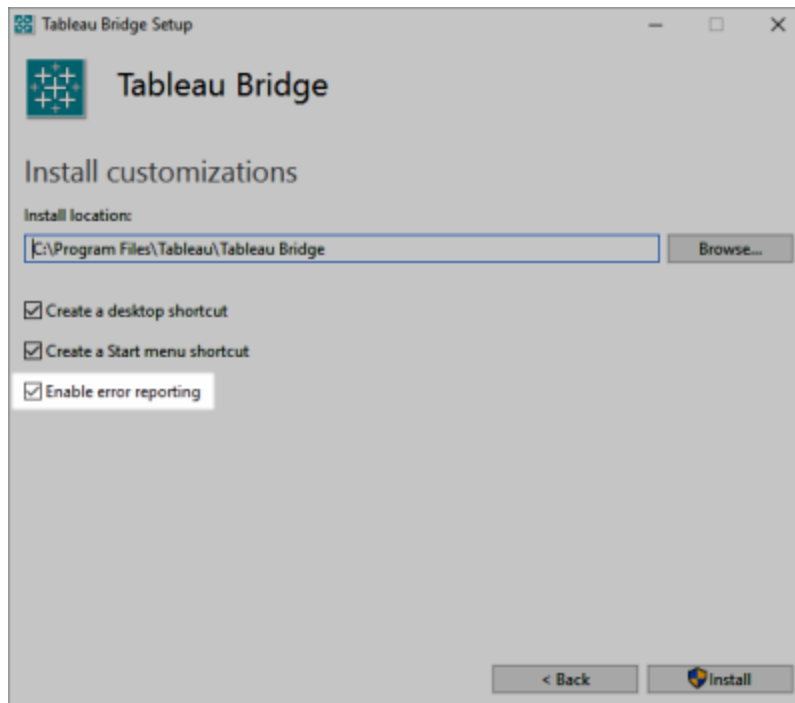 Tableau Bridge Setup
Tableau Bridge
Install customizations
Install location:
C:\Program Files\Tableau\Tableau Bridge
Browse...
Create a desktop shortcut
Create a Start menu shortcut
Enable error reporting
< Back
Install